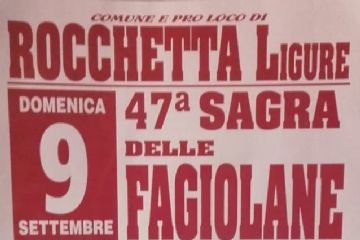 COMUNE E PRO LOCO DI
ROCCHETTA LIGURE
DOMENICA
9
SETTEMBRE
47ª SAGRA
DELLE
FAGIOLANE